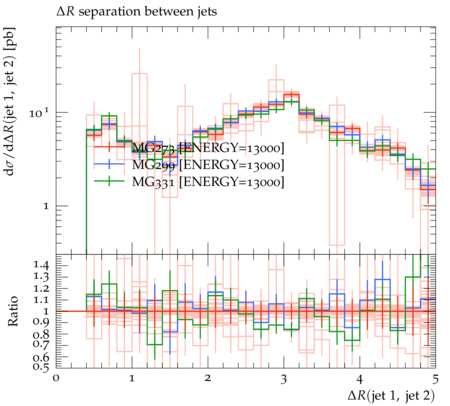 ΔR separation between jets
dσ/dΔR(jet 1, jet 2) [pb]
10¹
1
MG273 [ENERGY=13000]
MG299 [ENERGY=13000]
MG331 [ENERGY=13000]
Ratio
1.4
1.3
1.2
1.1
1
0.9
0.8
0.7
0.6
0.5
0 1 2 3 4 5
ΔR(jet 1, jet 2)